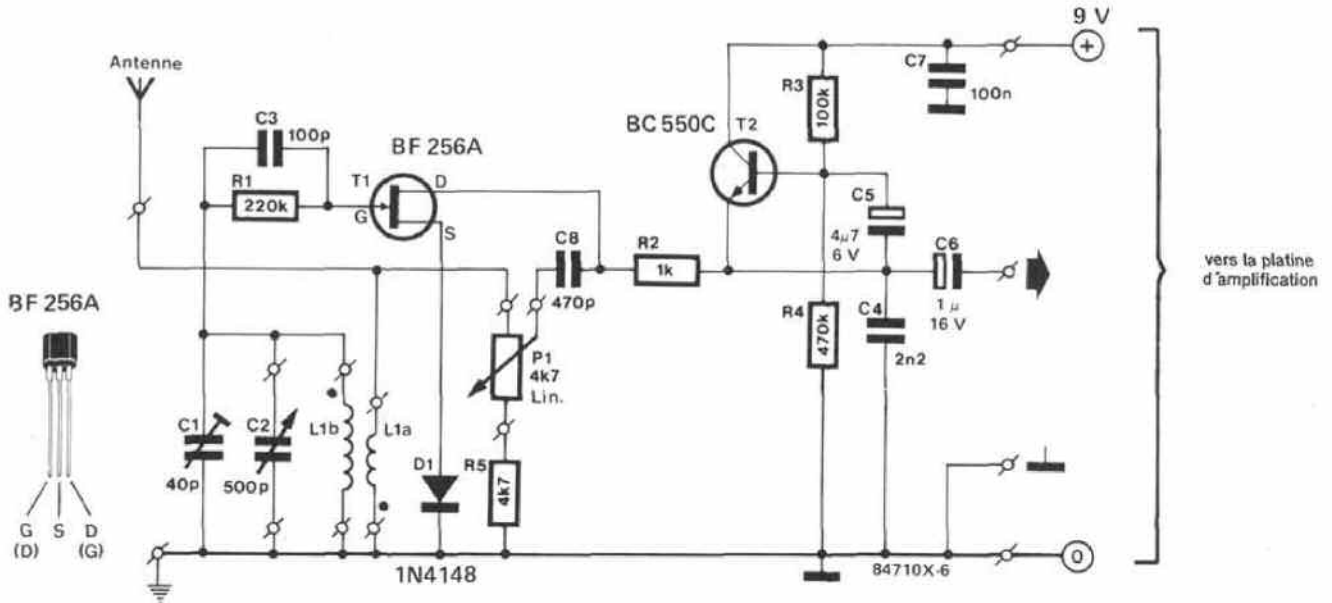 9 V
+
Antenne
C7
100n
R3
100k
BC 550C
T2
C3
100p
BF 256A
R1
220k
T1
D
G
S
C5
4µ7
6 V
C8
470p
R2
1k
C6
1 µ
16 V
vers la platine
d'amplification
BF 256A
P1
4k7
Lin.
R4
470k
C4
2n2
C1
40p
C2
500p
L1b
L1a
D1
R5
4k7
G
S
D
(D)
(G)
1N4148
84710X-6
0